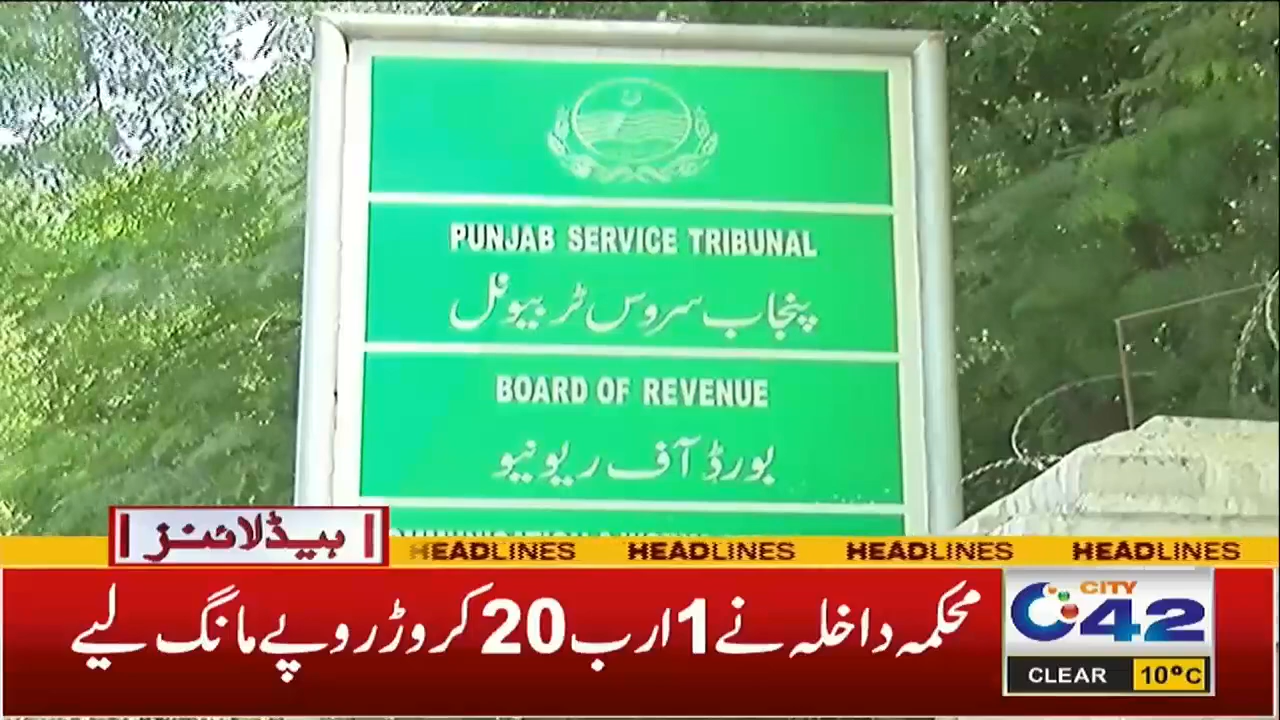 PUNJAB SERVICE TRIBUNAL
پنجاب سروس ٹربیونل
BOARD OF REVENUE
بورڈ آف ریونیو
ہیڈلائنز
HEADLINES HEADLINES HEADLINES HEADLINES
محکمہ داخلہ نے 1 ارب 20 کروڑ روپے مانگ لیے
CITY
42
CLEAR 10°C